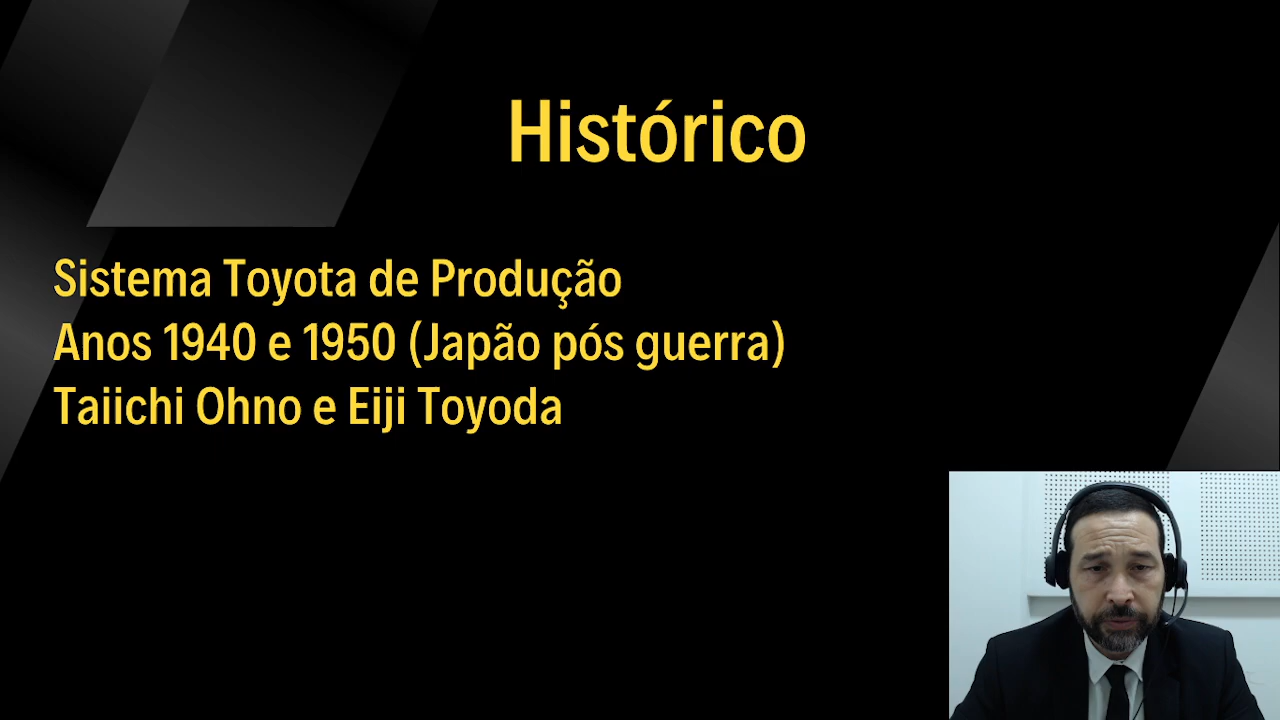 Histórico
Sistema Toyota de Produção
Anos 1940 e 1950 (Japão pós guerra)
Taiichi Ohno e Eiji Toyoda